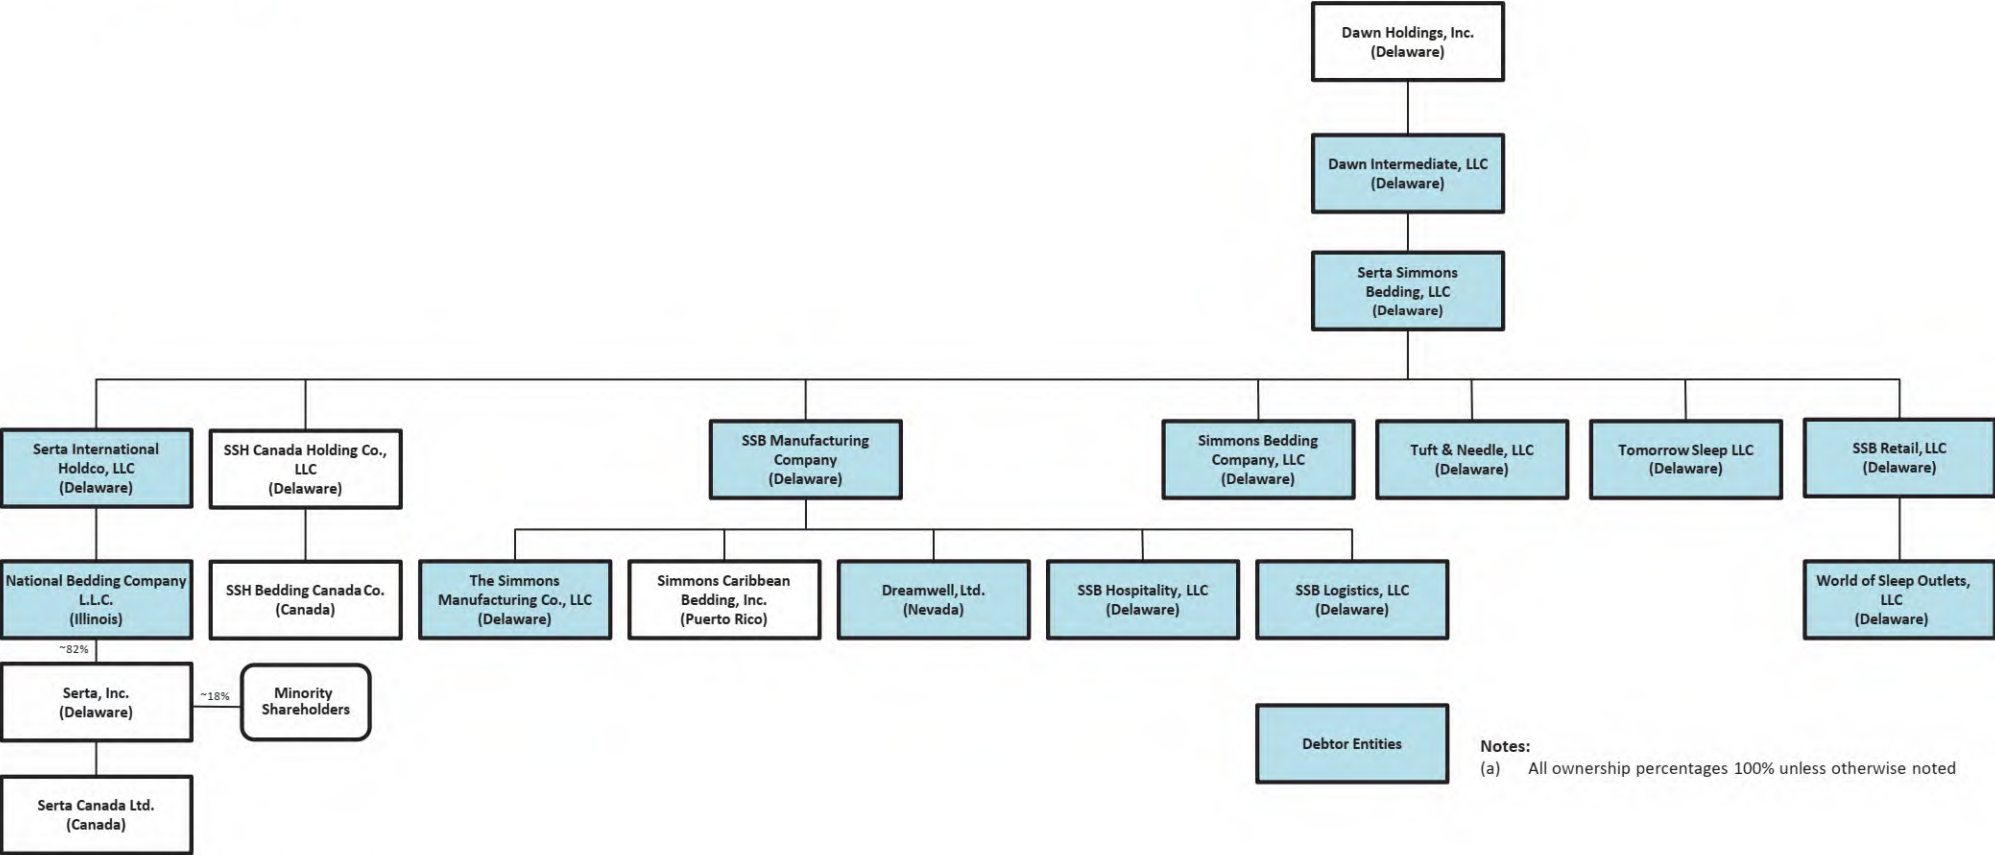 Dawn Holdings, Inc.
(Delaware)
Dawn Intermediate, LLC
(Delaware)
Serta Simmons
Bedding, LLC
(Delaware)
Serta International
Holdco, LLC
(Delaware)
SSH Canada Holding Co.,
LLC
(Delaware)
SSB Manufacturing
Company
(Delaware)
Simmons Bedding
Company, LLC
(Delaware)
Tuft & Needle, LLC
(Delaware)
Tomorrow Sleep LLC
(Delaware)
SSB Retail, LLC
(Delaware)
National Bedding Company
L.L.C.
(Illinois)
SSH Bedding Canada Co.
(Canada)
The Simmons
Manufacturing Co., LLC
(Delaware)
Simmons Caribbean
Bedding, Inc.
(Puerto Rico)
Dreamwell, Ltd.
(Nevada)
SSB Hospitality, LLC
(Delaware)
SSB Logistics, LLC
(Delaware)
World of Sleep Outlets,
LLC
(Delaware)
~82%
Serta, Inc.
(Delaware)
~18%
Minority
Shareholders
Serta Canada Ltd.
(Canada)
Debtor Entities
Notes:
(a) All ownership percentages 100% unless otherwise noted